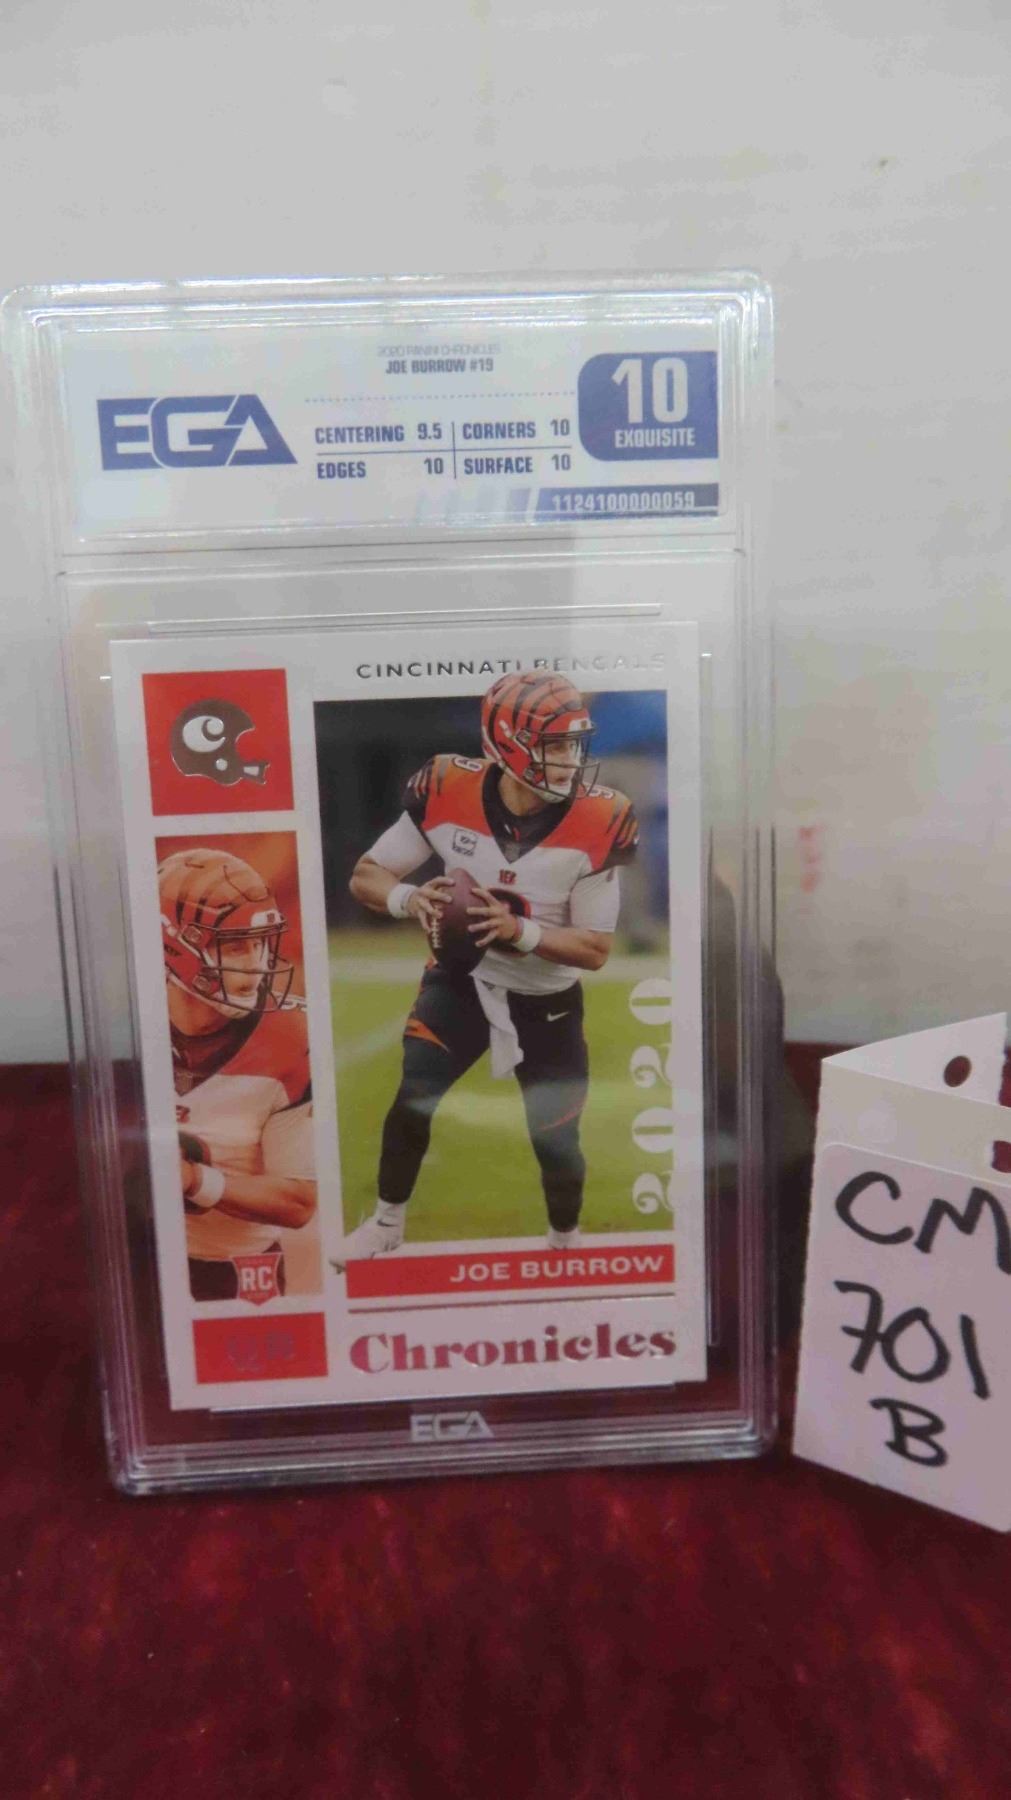 2020 PANINI CHRONICLES
JOE BURROW #19
EGA
CENTERING 9.5 CORNERS 10
EDGES 10 SURFACE 10
10
EXQUISITE
1124100000059
CINCINNATI BENGALS
C
2020
RC
JOE BURROW
QB
Chronicles
EGA
CM
701
B